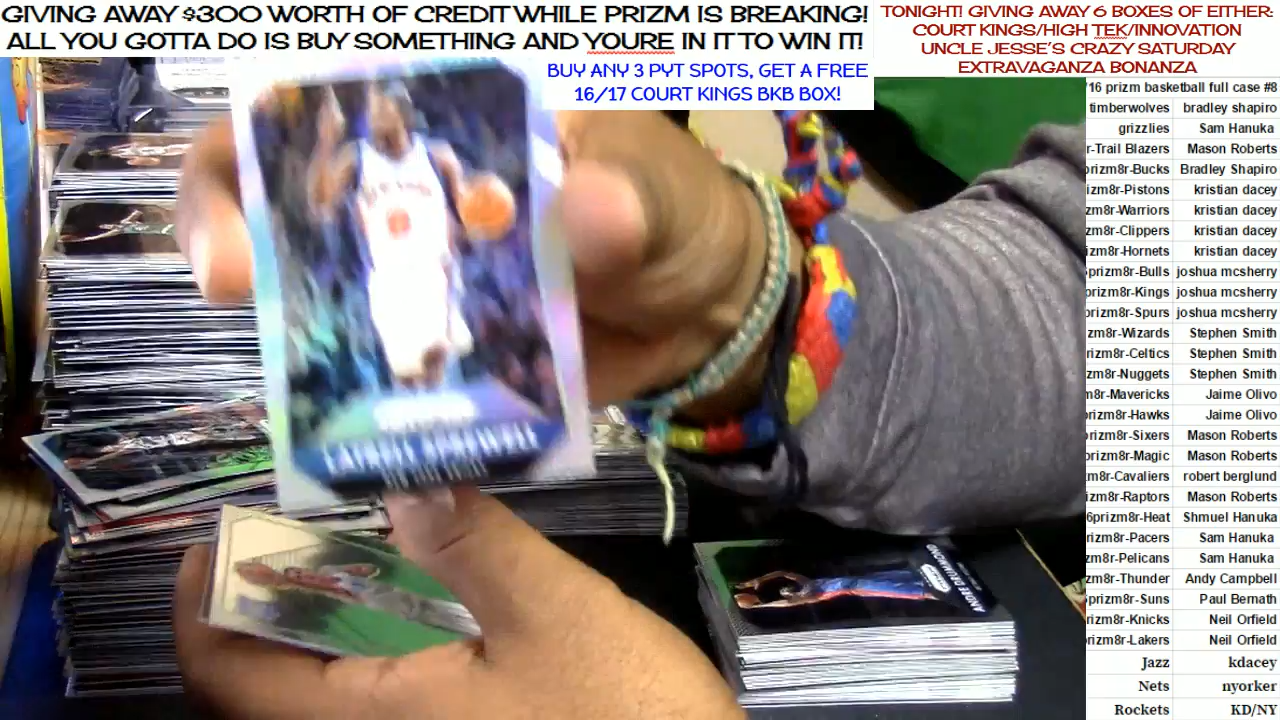 GIVING AWAY $300 WORTH OF CREDIT WHILE PRIZM IS BREAKING!
ALL YOU GOTTA DO IS BUY SOMETHING AND YOURE IN IT TO WIN IT!
BUY ANY 3 PYT SPOTS, GET A FREE
16/17 COURT KINGS BKB BOX!
TONIGHT! GIVING AWAY 6 BOXES OF EITHER:
COURT KINGS/HIGH TEK/INNOVATION
UNCLE JESSE'S CRAZY SATURDAY
EXTRAVAGANZA BONANZA
16 prizm basketball full case #8
timberwolves bradley shapiro
grizzlies Sam Hanuka
r-Trail Blazers Mason Roberts
prizm8r-Bucks Bradley Shapiro
izm8r-Pistons kristian dacey
zm8r-Warriors kristian dacey
zm8r-Clippers kristian dacey
zm8r-Hornets kristian dacey
prizm8r-Bulls joshua mcsherry
prizm8r-Kings joshua mcsherry
prizm8r-Spurs joshua mcsherry
zm8r-Wizards Stephen Smith
zm8r-Celtics Stephen Smith
zm8r-Nuggets Stephen Smith
m8r-Mavericks Jaime Olivo
rizm8r-Hawks Jaime Olivo
rizm8r-Sixers Mason Roberts
rizm8r-Magic Mason Roberts
m8r-Cavaliers robert berglund
zm8r-Raptors Mason Roberts
6prizm8r-Heat Shmuel Hanuka
rizm8r-Pacers Sam Hanuka
zm8r-Pelicans Sam Hanuka
zm8r-Thunder Andy Campbell
prizm8r-Suns Paul Bernath
rizm8r-Knicks Neil Orfield
rizm8r-Lakers Neil Orfield
Jazz kdacey
Nets nyorker
Rockets KD/NY
ANDRE DRUMMOND